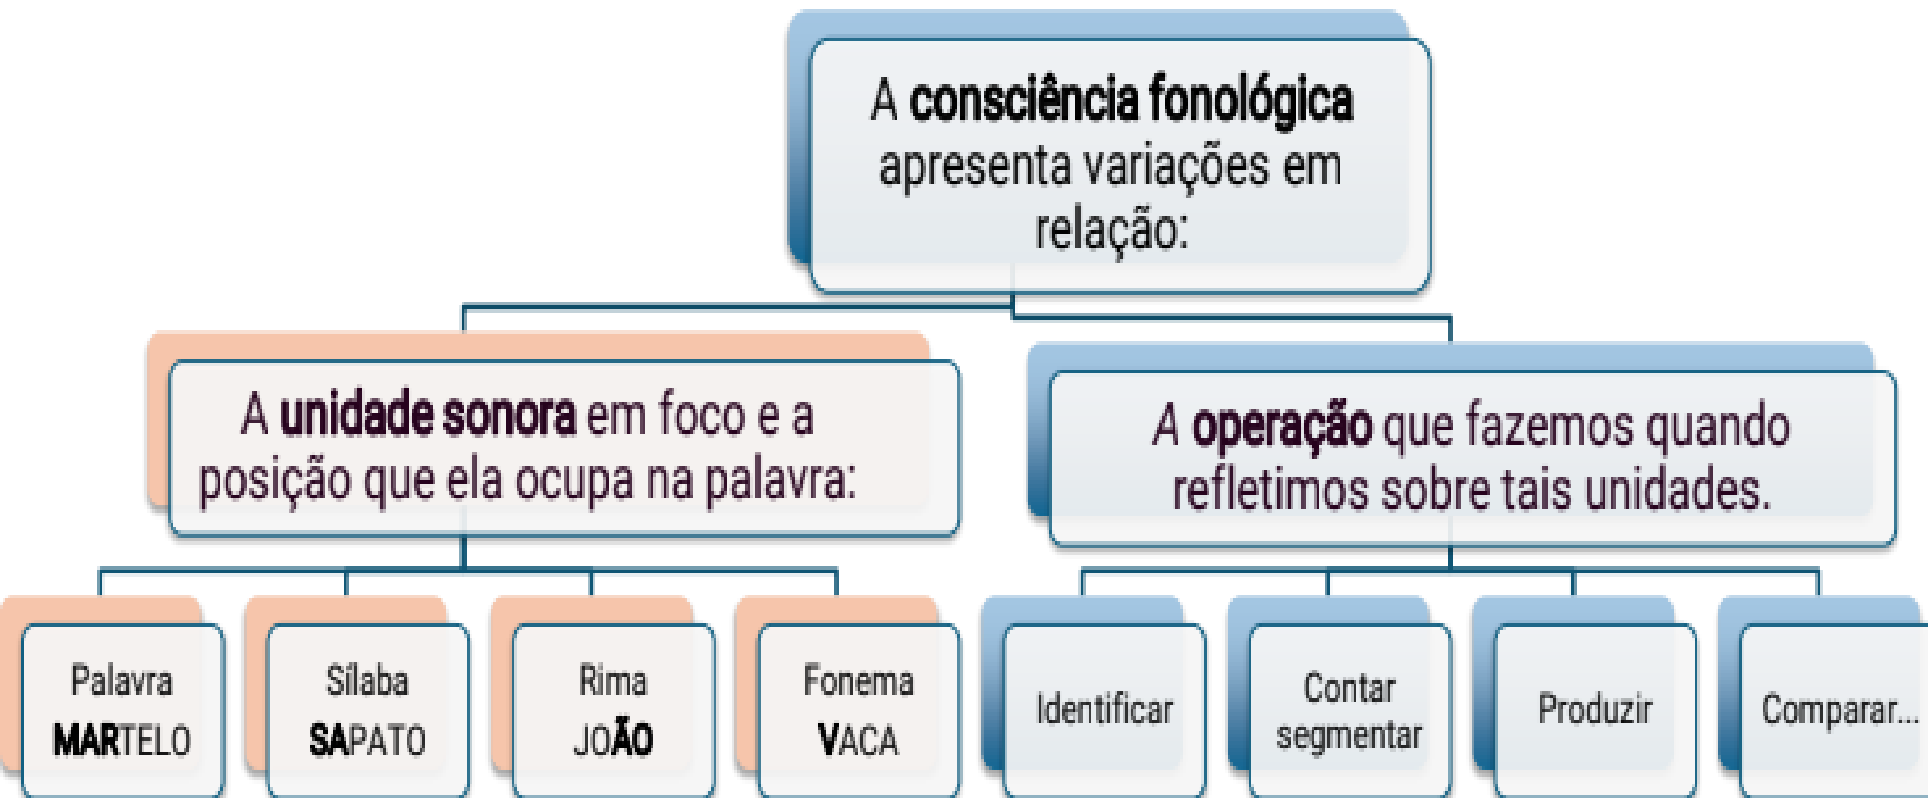 A consciência fonológica
apresenta variações em
relação:
A unidade sonora em foco e a
posição que ela ocupa na palavra:
A operação que fazemos quando
refletimos sobre tais unidades.
Palavra
MARTELO
Sílaba
SAPATO
Rima
JOÃO
Fonema
VACA
Identificar
Contar
segmentar
Produzir
Comparar...